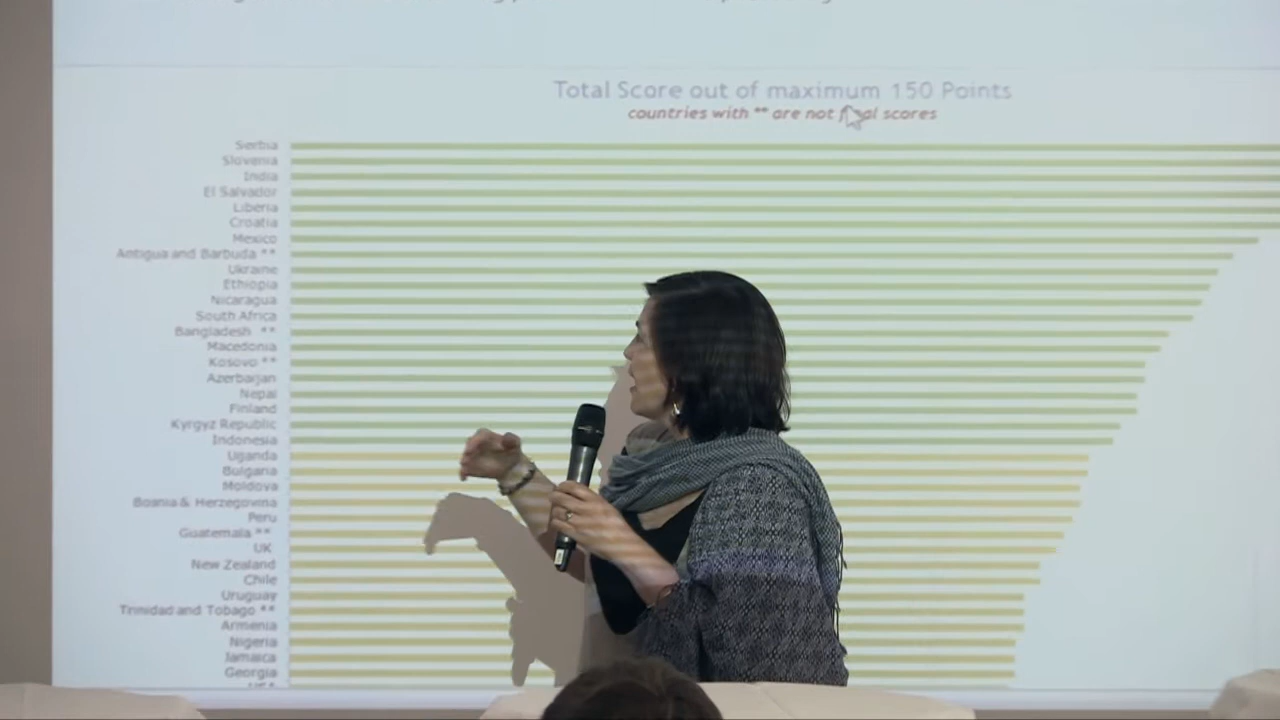 Total Score out of maximum 150 Points
countries with ** are not final scores
Serbia
Slovenia
India
El Salvador
Liberia
Croatia
Mexico
Antigua and Barbuda **
Ukraine
Ethiopia
Nicaragua
South Africa
Bangladesh **
Macedonia
Kosovo **
Azerbaijan
Nepal
Finland
Kyrgyz Republic
Indonesia
Uganda
Bulgaria
Moldova
Bosnia & Herzegovina
Peru
Guatemala **
UK
New Zealand
Chile
Uruguay
Trinidad and Tobago **
Armenia
Nigeria
Jamaica
Georgia